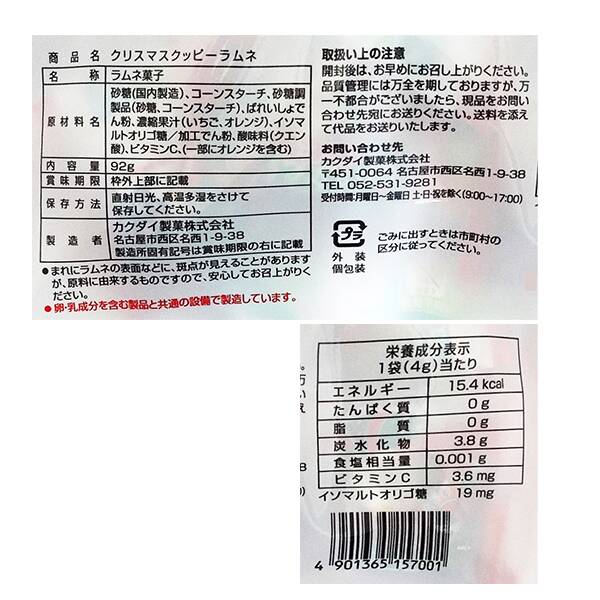 商品名 クリスマスクッピーラムネ
名称 ラムネ菓子
原材料名 砂糖(国内製造)、コーンスターチ、砂糖調
製品(砂糖、コーンスターチ)、ばれいしょで
ん粉、濃縮果汁(いちご、オレンジ)、イソマ
ルトオリゴ糖/加工でん粉、酸味料(クエン
酸)、ビタミンC、(一部にオレンジを含む)
内容量 92g
賞味期限 枠外上部に記載
保存方法 直射日光、高温多湿をさけて
保存してください。
製造者 カクダイ製菓株式会社
名古屋市西区名西1-9-38
製造所固有記号は賞味期限の右に記載
●まれにラムネの表面などに、斑点が見えることがあります
が、原料に由来するものですので、安心してお召し上がりく
ださい。
●卵・乳成分を含む製品と共通の設備で製造しています。
取扱い上の注意
開封後は、お早めにお召し上がりください。
品質管理には万全を期しておりますが、万
一不都合がございましたら、現品をお問い
合わせ先宛にお送りください。送料を添え
て代品をお送りいたします。
お問い合わせ先
カクダイ製菓株式会社
〒451-0064 名古屋市西区名西1-9-38
TEL 052-531-9281
受付時間:月曜日〜金曜日 土・日・祝を除く(9:00〜17:00)
プラ
外装
個包装
ごみに出すときは市町村の
区分に従ってください。
栄養成分表示
1袋(4g)当たり
エネルギー 15.4 kcal
たんぱく質 0 g
脂質 0 g
炭水化物 3.8 g
食塩相当量 0.001 g
ビタミンC 3.6 mg
イソマルトオリゴ糖 19 mg
4 901365 157001